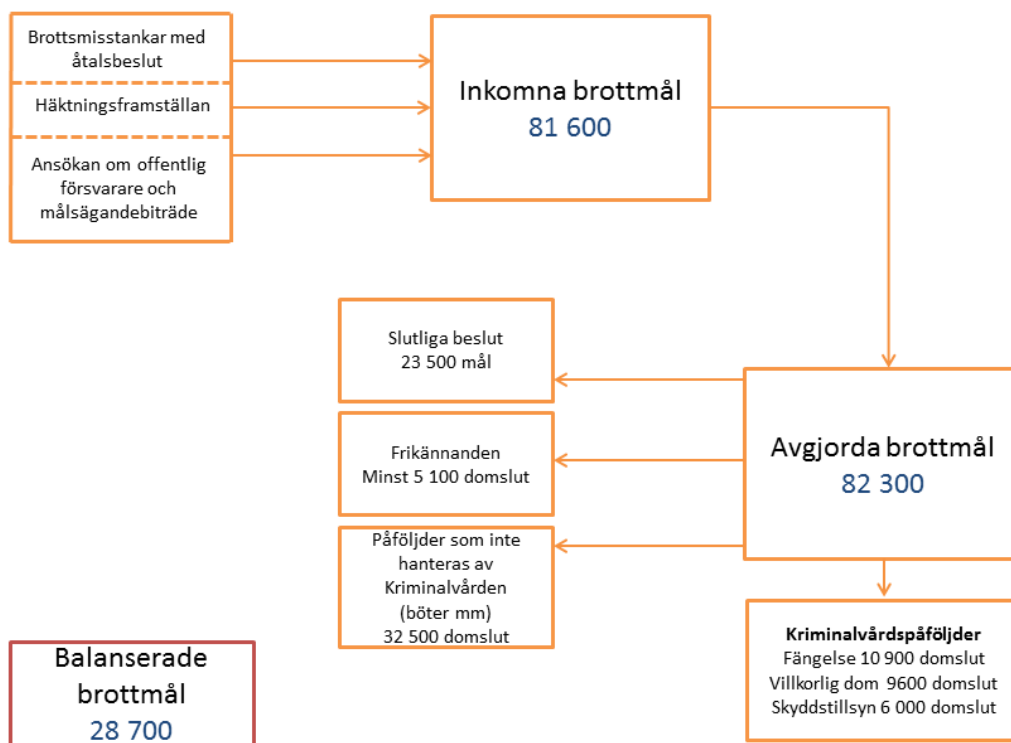 Brottsmisstankar med
åtalsbeslut
Häktningsframställan
Ansökan om offentlig
försvarare och
målsägandebiträde
Inkomna brottmål
81 600
Slutliga beslut
23 500 mål
Frikännanden
Minst 5 100 domslut
Påföljder som inte
hanteras av
Kriminalvården
(böter mm)
32 500 domslut
Avgjorda brottmål
82 300
Kriminalvårdspåföljder
Fängelse 10 900 domslut
Villkorlig dom 9600 domslut
Skyddstillsyn 6 000 domslut
Balanserade
brottmål
28 700